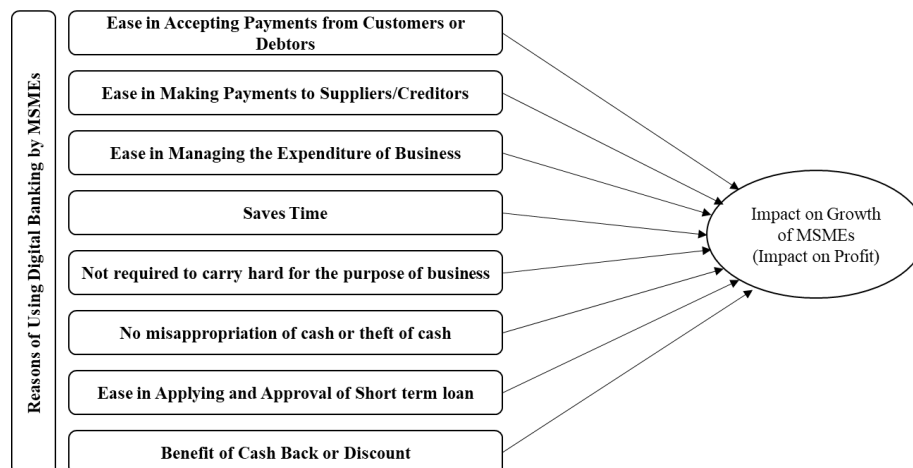 Reasons of Using Digital Banking by MSMEs
Ease in Accepting Payments from Customers or
Debtors
Ease in Making Payments to Suppliers/Creditors
Ease in Managing the Expenditure of Business
Saves Time
Not required to carry hard for the purpose of business
No misappropriation of cash or theft of cash
Ease in Applying and Approval of Short term loan
Benefit of Cash Back or Discount
Impact on Growth
of MSMEs
(Impact on Profit)